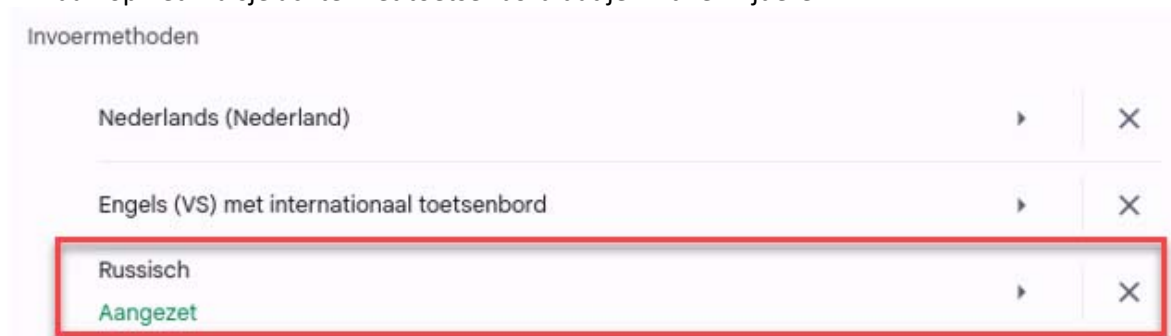 Invoermethoden
Nederlands (Nederland)
Engels (VS) met internationaal toetsenbord
Russisch
Aangezet